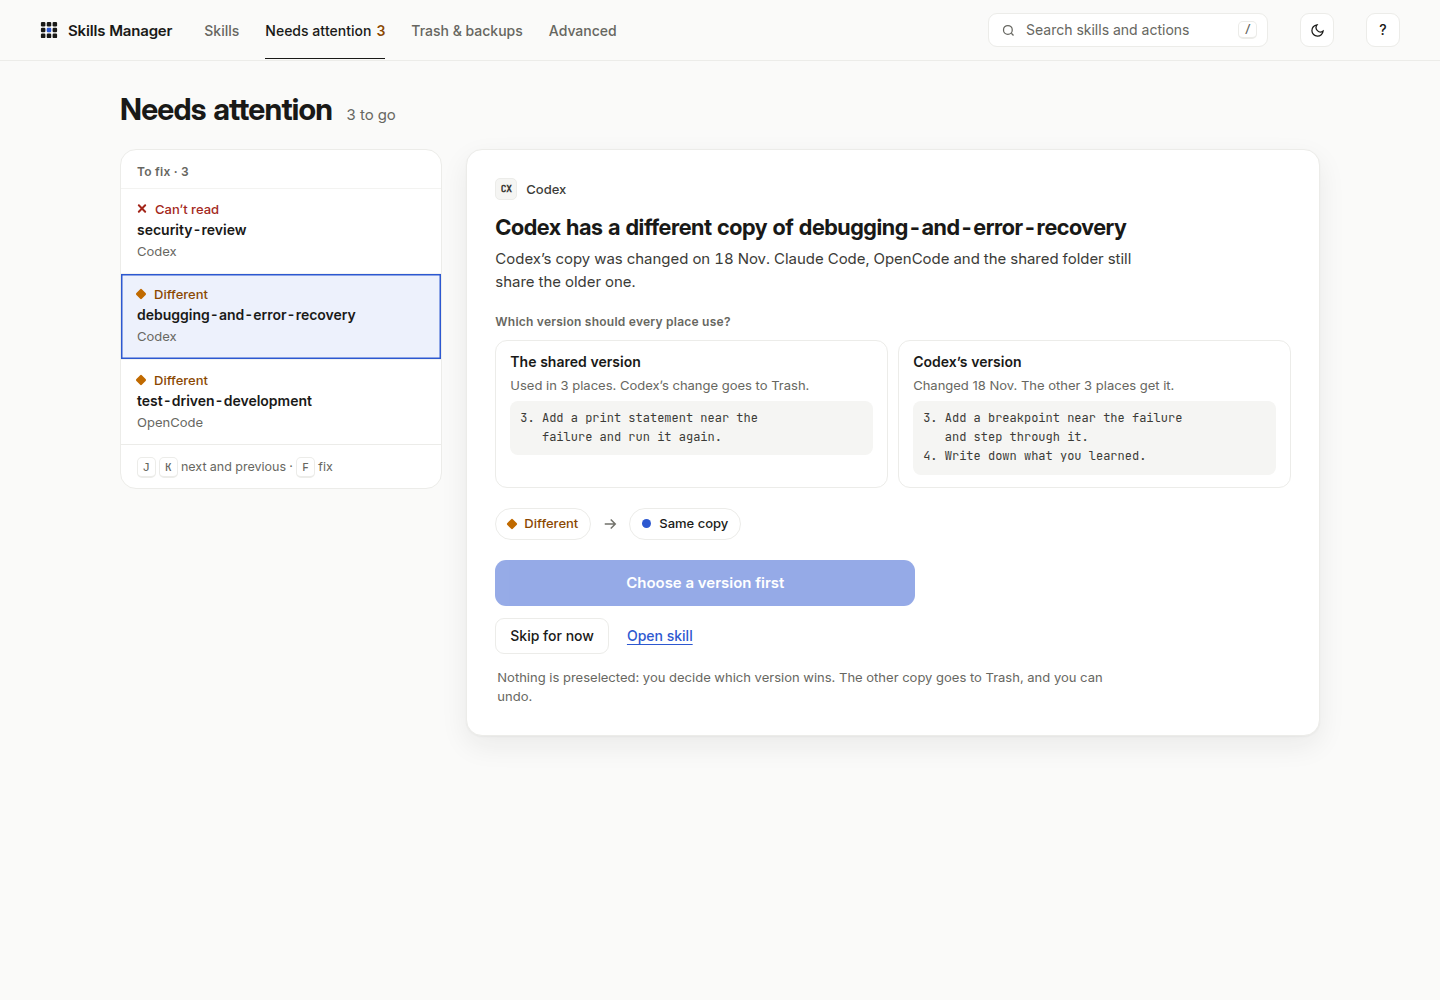 Skills Manager
Skills
Needs attention 3
Trash & backups
Advanced
Search skills and actions
/
?
Needs attention
3 to go
To fix · 3
Can’t read
security-review
Codex
Different
debugging-and-error-recovery
Codex
Different
test-driven-development
OpenCode
J K next and previous · F fix
CX Codex
Codex has a different copy of debugging-and-error-recovery
Codex’s copy was changed on 18 Nov. Claude Code, OpenCode and the shared folder still
share the older one.
Which version should every place use?
The shared version
Used in 3 places. Codex’s change goes to Trash.
3. Add a print statement near the
failure and run it again.
Codex’s version
Changed 18 Nov. The other 3 places get it.
3. Add a breakpoint near the failure
and step through it.
4. Write down what you learned.
Different → Same copy
Choose a version first
Skip for now
Open skill
Nothing is preselected: you decide which version wins. The other copy goes to Trash, and you can
undo.